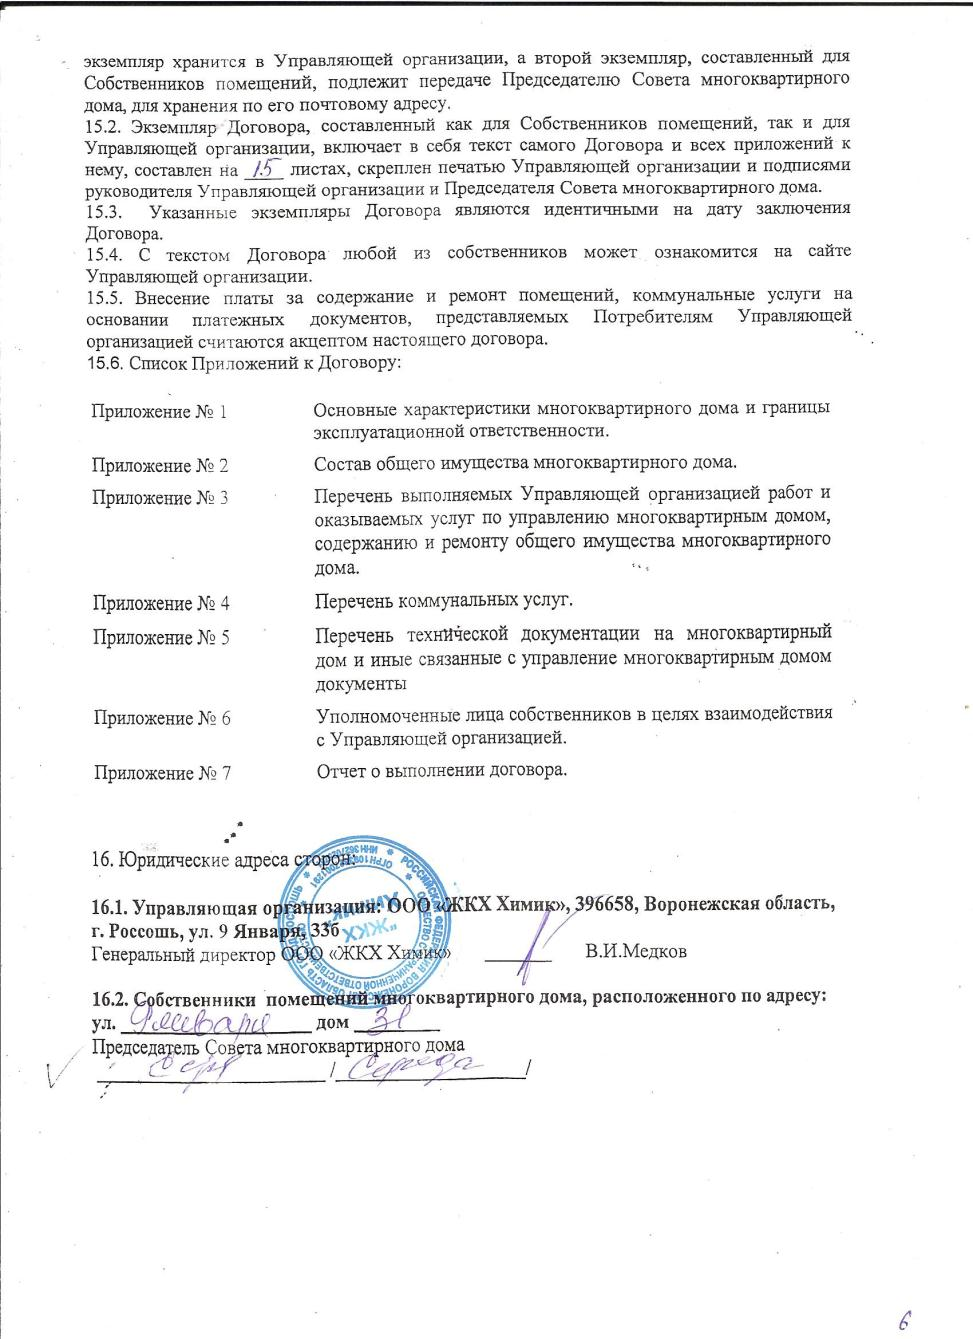 экземпляр хранится в Управляющей организации, а второй экземпляр, составленный для
Собственников помещений, подлежит передаче Председателю Совета многоквартирного
дома, для хранения по его почтовому адресу.
15.2. Экземпляр Договора, составленный как для Собственников помещений, так и для
Управляющей организации, включает в себя текст самого Договора и всех приложений к
нему, составлен на 15 листах, скреплен печатью Управляющей организации и подписями
руководителя Управляющей организации и Председателя Совета многоквартирного дома.
15.3. Указанные экземпляры Договора являются идентичными на дату заключения
Договора.
15.4. С текстом Договора любой из собственников может ознакомится на сайте
Управляющей организации.
15.5. Внесение платы за содержание и ремонт помещений, коммунальные услуги на
основании платежных документов, представляемых Потребителям Управляющей
организацией считаются акцептом настоящего договора.
15.6. Список Приложений к Договору:
Приложение № 1 Основные характеристики многоквартирного дома и границы
эксплуатационной ответственности.
Приложение № 2 Состав общего имущества многоквартирного дома.
Приложение № 3 Перечень выполняемых Управляющей организацией работ и
оказываемых услуг по управлению многоквартирным домом,
содержанию и ремонту общего имущества многоквартирного
дома.
Приложение № 4 Перечень коммунальных услуг.
Приложение № 5 Перечень технической документации на многоквартирный
дом и иные связанные с управление многоквартирным домом
документы
Приложение № 6 Уполномоченные лица собственников в целях взаимодействия
с Управляющей организацией.
Приложение № 7 Отчет о выполнении договора.
16. Юридические адреса сторон:
16.1. Управляющая организация: ООО «ЖКХ Химик», 396658, Воронежская область,
г. Россошь, ул. 9 Января, 33б
Генеральный директор ООО «ЖКХ Химик» В.И.Медков
"ЖКХ
Химик"
16.2. Собственники помещений многоквартирного дома, расположенного по адресу:
ул. 9 января дом 31
Председатель Совета многоквартирного дома
/ Середа /
6